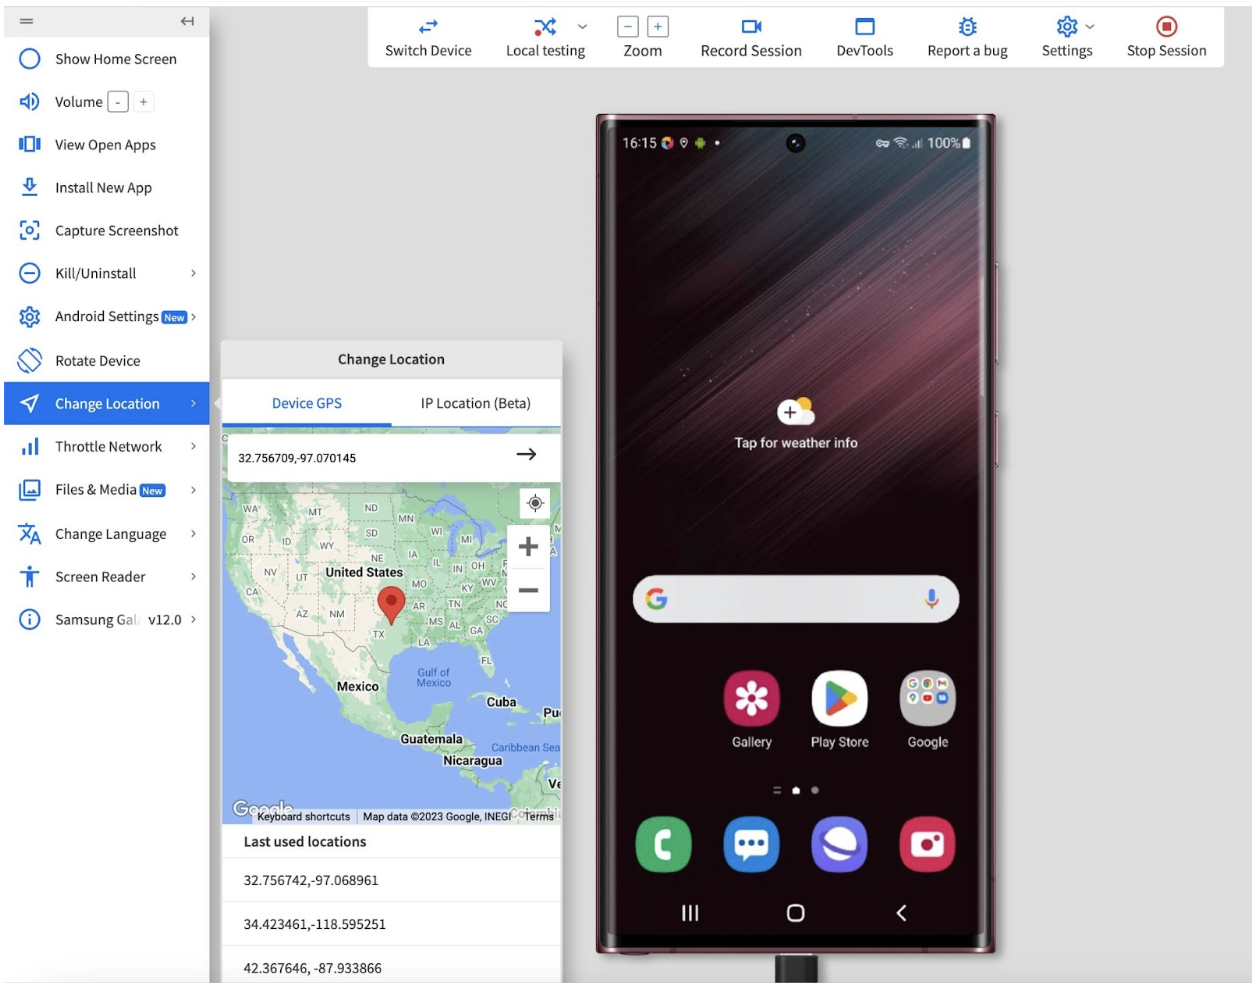 Switch Device
Local testing
- +
Zoom
Record Session
DevTools
Report a bug
Settings
Stop Session
Show Home Screen
Volume - +
View Open Apps
Install New App
Capture Screenshot
Kill/Uninstall
Android Settings New
Rotate Device
Change Location
Throttle Network
Files & Media New
Change Language
Screen Reader
Samsung Gal v12.0
Change Location
Device GPS
IP Location (Beta)
32.756709,-97.070145
WA
MT
ND
MN
OR
ID
WY
SD
WI
MI
NE
IA
IL
IN
OH
NV
UT
United States
MO
KY
WV
CA
AZ
NM
AR
TN
NC
TX
MS
AL
SC
GA
LA
FL
Gulf of
Mexico
Mexico
Cuba
Guatemala
Caribbean Sea
Nicaragua
Google
Keyboard shortcuts
Map data ©2023 Google, INEGI
Terms
Last used locations
32.756742,-97.068961
34.423461,-118.595251
42.367646, -87.933866
16:15
100%
Tap for weather info
Gallery
Play Store
Google